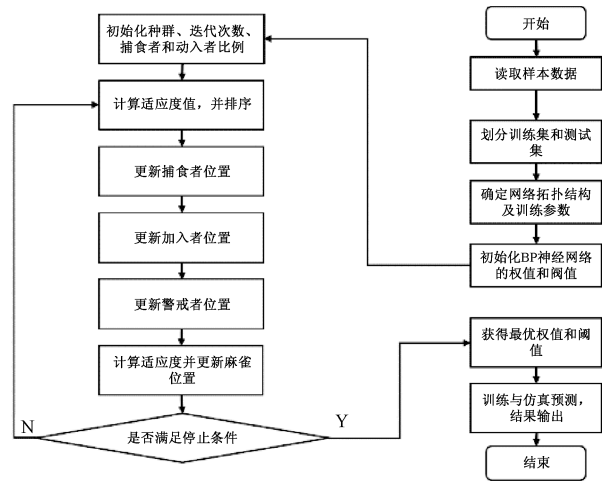 开始
读取样本数据
划分训练集和测试
集
确定网络拓扑结构
及训练参数
初始化BP神经网络
的权值和阀值
初始化种群、迭代次数、
捕食者和动入者比例
计算适应度值，并排序
更新捕食者位置
更新加入者位置
更新警戒者位置
计算适应度并更新麻雀
位置
是否满足停止条件
N
Y
获得最优权值和阈
值
训练与仿真预测，
结果输出
结束